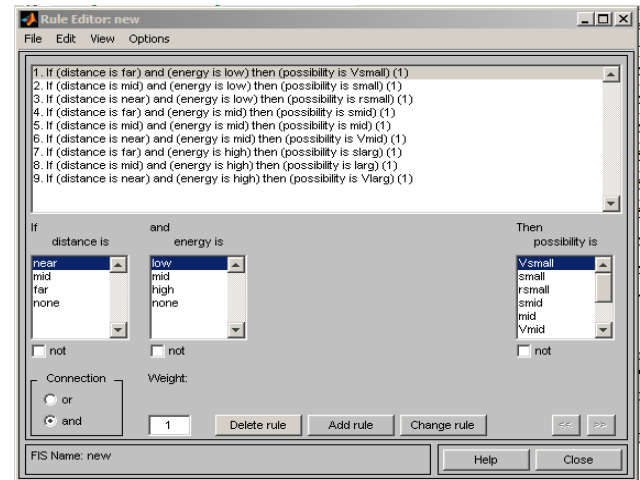 Rule Editor: new
File Edit View Options
1. If (distance is far) and (energy is low) then (possibility is Vsmall) (1)
2. If (distance is mid) and (energy is low) then (possibility is small) (1)
3. If (distance is near) and (energy is low) then (possibility is rsmall) (1)
4. If (distance is far) and (energy is mid) then (possibility is smid) (1)
5. If (distance is mid) and (energy is mid) then (possibility is mid) (1)
6. If (distance is near) and (energy is mid) then (possibility is Vmid) (1)
7. If (distance is far) and (energy is high) then (possibility is slarg) (1)
8. If (distance is mid) and (energy is high) then (possibility is larg) (1)
9. If (distance is near) and (energy is high) then (possibility is Vlarg) (1)
If and Then
distance is energy is possibility is
near
mid
far
none
low
mid
high
none
Vsmall
small
rsmall
smid
mid
Vmid
not not not
Connection Weight:
or
and 1 Delete rule Add rule Change rule << >>
FIS Name: new Help Close